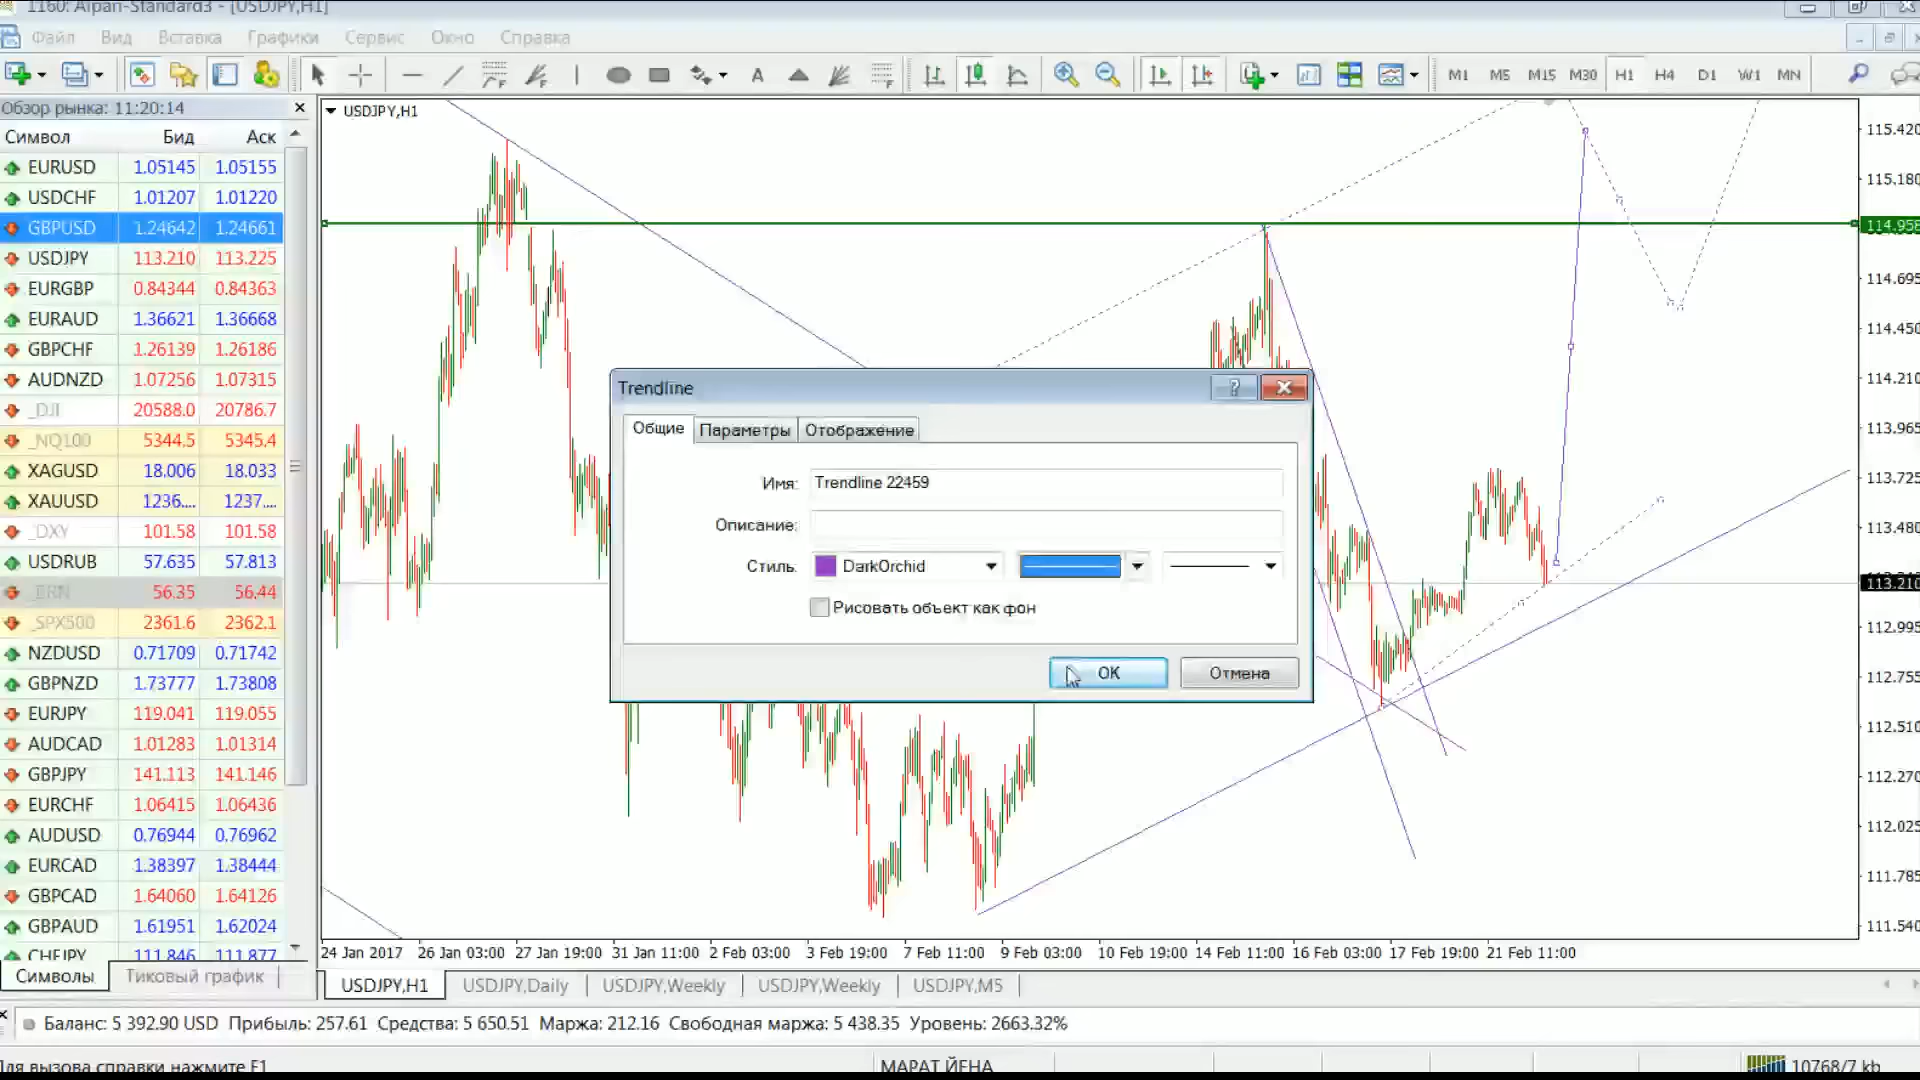 1160: Alpari-Standard3 - [USDJPY,H1]
Файл Вид Вставка Графики Сервис Окно Справка
M1 M5 M15 M30 H1 H4 D1 W1 MN
Обзор рынка: 11:20:14
Символ Бид Аск
EURUSD 1.05145 1.05155
USDCHF 1.01207 1.01220
GBPUSD 1.24642 1.24661
USDJPY 113.210 113.225
EURGBP 0.84344 0.84363
EURAUD 1.36621 1.36668
GBPCHF 1.26139 1.26186
AUDNZD 1.07256 1.07315
_DJI 20588.0 20786.7
_NQ100 5344.5 5345.4
XAGUSD 18.006 18.033
XAUUSD 1236.... 1237....
_DXY 101.58 101.58
USDRUB 57.635 57.813
_BRN 56.35 56.44
_SPX500 2361.6 2362.1
NZDUSD 0.71709 0.71742
GBPNZD 1.73777 1.73808
EURJPY 119.041 119.055
AUDCAD 1.01283 1.01314
GBPJPY 141.113 141.146
EURCHF 1.06415 1.06436
AUDUSD 0.76944 0.76962
EURCAD 1.38397 1.38444
GBPCAD 1.64060 1.64126
GBPAUD 1.61951 1.62024
CHFJPY 111.846 111.877
Символы Тиковый график
USDJPY,H1
115.420
115.180
114.958
114.695
114.450
114.210
113.965
113.725
113.480
113.210
112.995
112.755
112.510
112.270
112.025
111.785
111.540
Trendline
Общие Параметры Отображение
Имя: Trendline 22459
Описание:
Стиль: DarkOrchid
Рисовать объект как фон
OK Отмена
24 Jan 2017 26 Jan 03:00 27 Jan 19:00 31 Jan 11:00 2 Feb 03:00 3 Feb 19:00 7 Feb 11:00 9 Feb 03:00 10 Feb 19:00 14 Feb 11:00 16 Feb 03:00 17 Feb 19:00 21 Feb 11:00
USDJPY,H1 USDJPY,Daily USDJPY,Weekly USDJPY,Weekly USDJPY,M5
Баланс: 5 392.90 USD Прибыль: 257.61 Средства: 5 650.51 Маржа: 212.16 Свободная маржа: 5 438.35 Уровень: 2663.32%
Для вызова справки нажмите F1
МАРАТ ЙЕНА
10768/7 kb